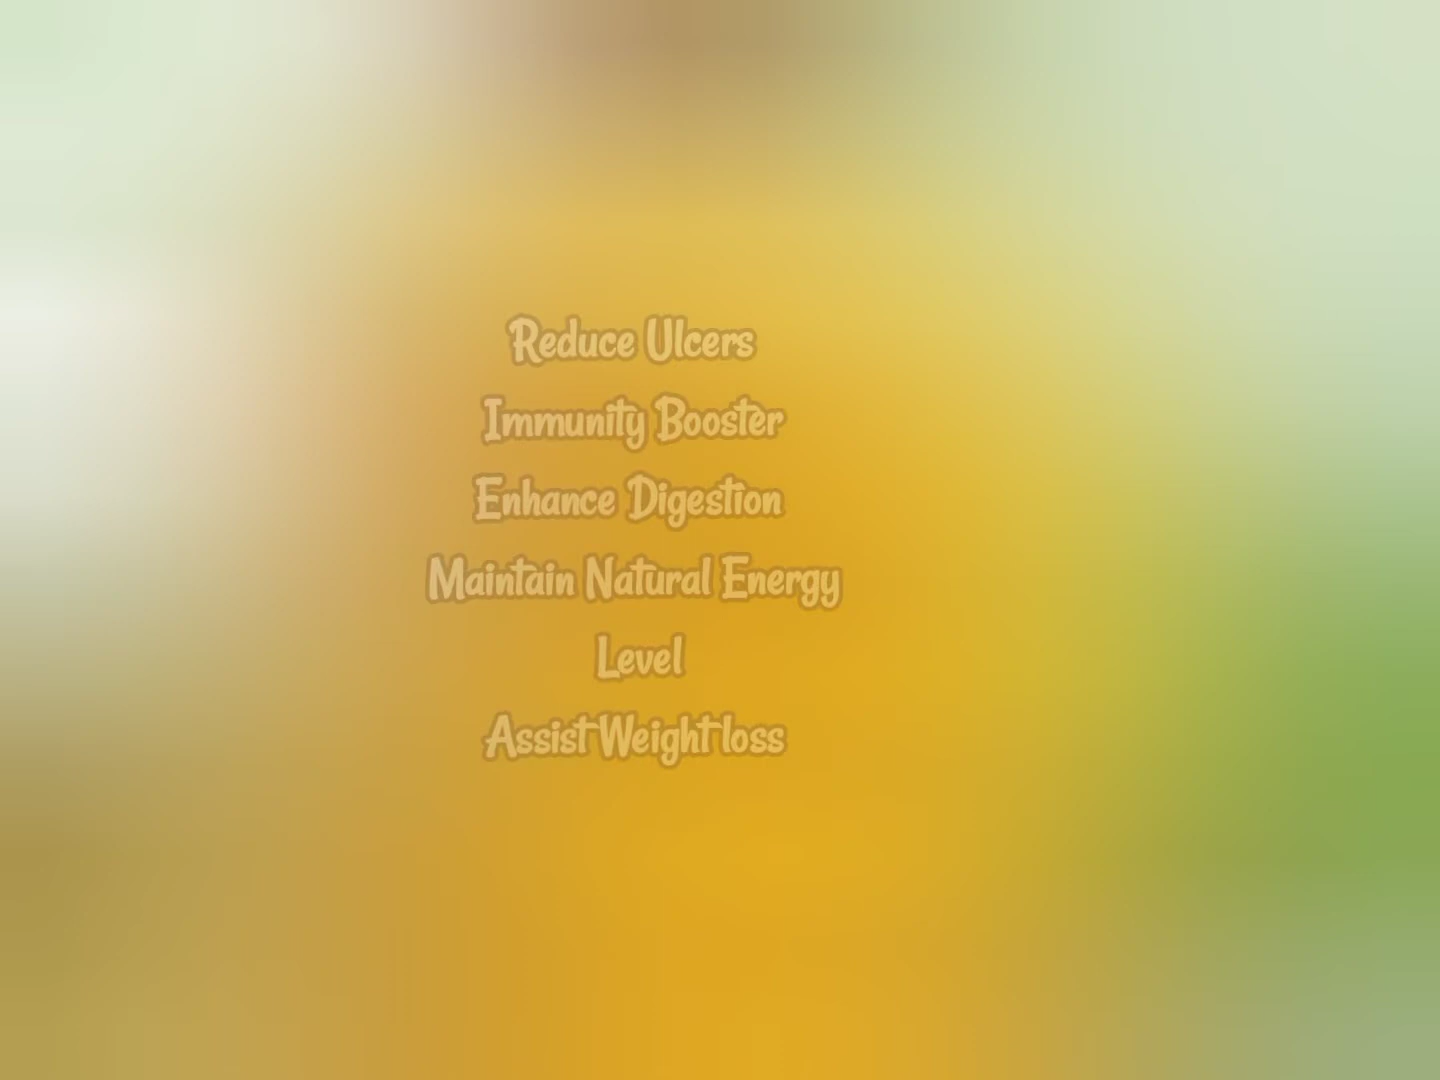 Reduce Ulcers
Immunity Booster
Enhance Digestion
Maintain Natural Energy
Level
Assist Weight loss